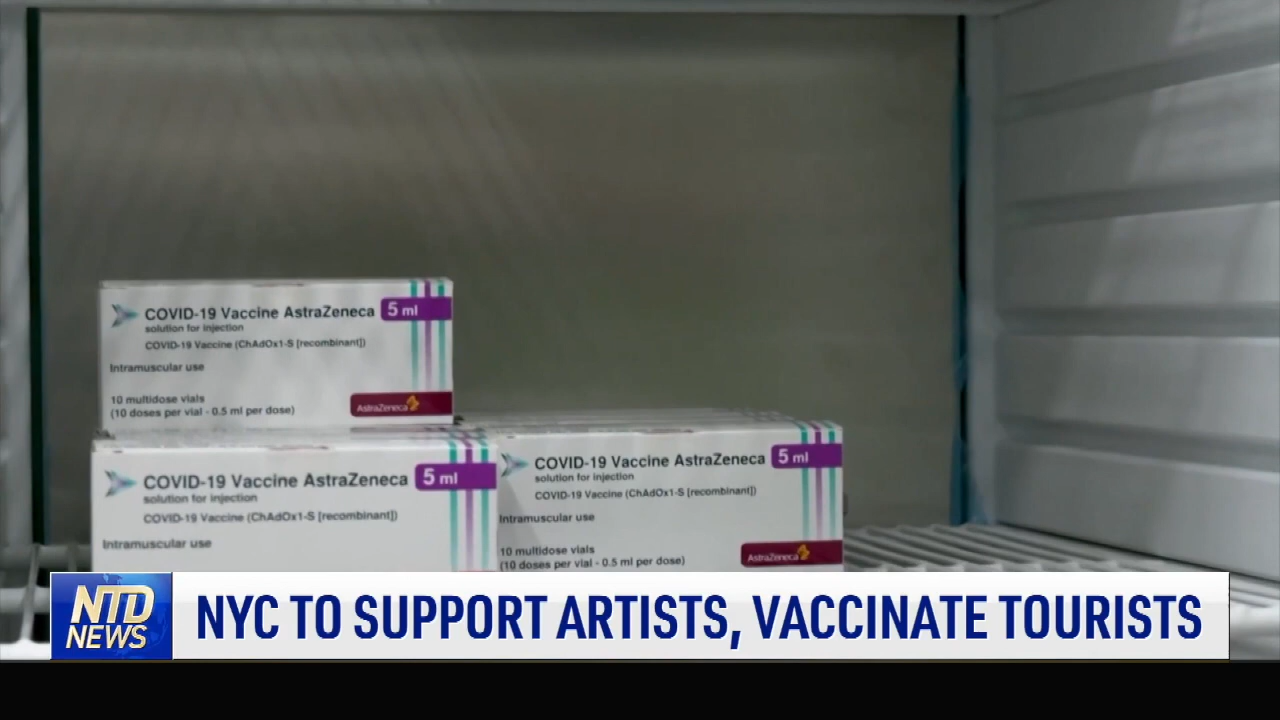 COVID-19 Vaccine AstraZeneca 5 ml
solution for injection
COVID-19 Vaccine (ChAdOx1-S [recombinant])
Intramuscular use
10 multidose vials
(10 doses per vial - 0.5 ml per dose)
AstraZeneca
COVID-19 Vaccine AstraZeneca 5 ml
solution for injection
COVID-19 Vaccine (ChAdOx1-S [recombinant])
Intramuscular use
COVID-19 Vaccine AstraZeneca 5 ml
solution for injection
COVID-19 Vaccine (ChAdOx1-S [recombinant])
Intramuscular use
10 multidose vials
(10 doses per vial - 0.5 ml per dose)
AstraZeneca
NTD
NEWS
NYC TO SUPPORT ARTISTS, VACCINATE TOURISTS